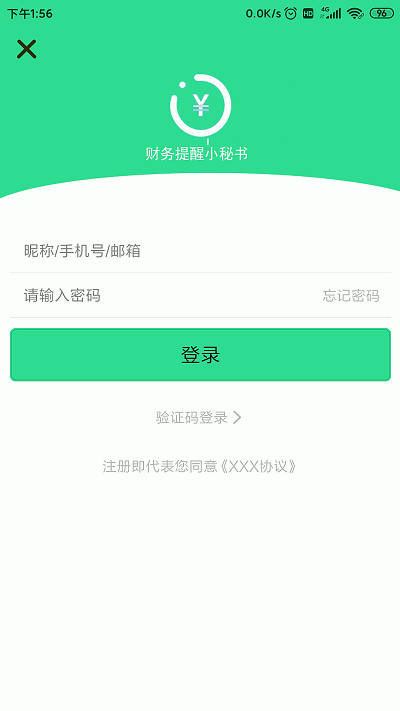 下午1:56
0.0K/s
HD
4G
96
¥
财务提醒小秘书
昵称/手机号/邮箱
请输入密码 忘记密码
登录
验证码登录
注册即代表您同意《XXX协议》